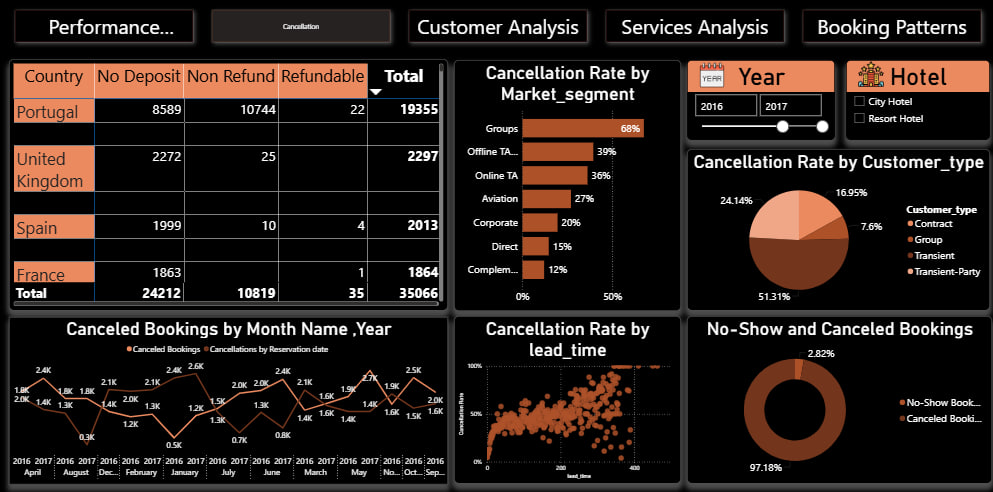 Performance...
Cancellation
Customer Analysis
Services Analysis
Booking Patterns
Country No Deposit Non Refund Refundable Total
Portugal 8589 10744 22 19355
United Kingdom 2272 25 2297
Spain 1999 10 4 2013
France 1863 1 1864
Total 24212 10819 35 35066
Cancellation Rate by
Market_segment
Groups 68%
Offline TA... 39%
Online TA 36%
Aviation 27%
Corporate 20%
Direct 15%
Complem... 12%
0% 50%
YEAR
Year
2016 2017
Hotel
City Hotel
Resort Hotel
Cancellation Rate by Customer_type
16.95%
24.14%
7.6%
51.31%
Customer_type
Contract
Group
Transient
Transient-Party
Canceled Bookings by Month Name ,Year
Canceled Bookings Cancellations by Reservation date
1.8K 2.4K 1.8K 1.8K 2.1K 2.1K 2.4K 2.6K 1.5K 2.0K 2.0K 2.4K 2.1K 1.6K 1.9K 2.7K 1.9K 2.5K 2.0K
2.0K 1.4K 1.3K 0.3K 2.0K 1.2K 1.3K 0.5K 1.2K 1.3K 0.7K 1.3K 0.8K 1.4K 1.6K 1.4K 1.4K 1.6K 1.5K 1.6K
2016 2017 2016 2017 2016 2016 2017 2016 2017 2016 2017 2016 2017 2016 2017 2016 2017 2016 2016 2016
April August Dec... February January July June March May No... Oct... Sep...
Cancellation Rate by
lead_time
Cancellation Rate
100%
50%
0%
0 200 400
lead_time
No-Show and Canceled Bookings
2.82%
97.18%
No-Show Book...
Canceled Booki...